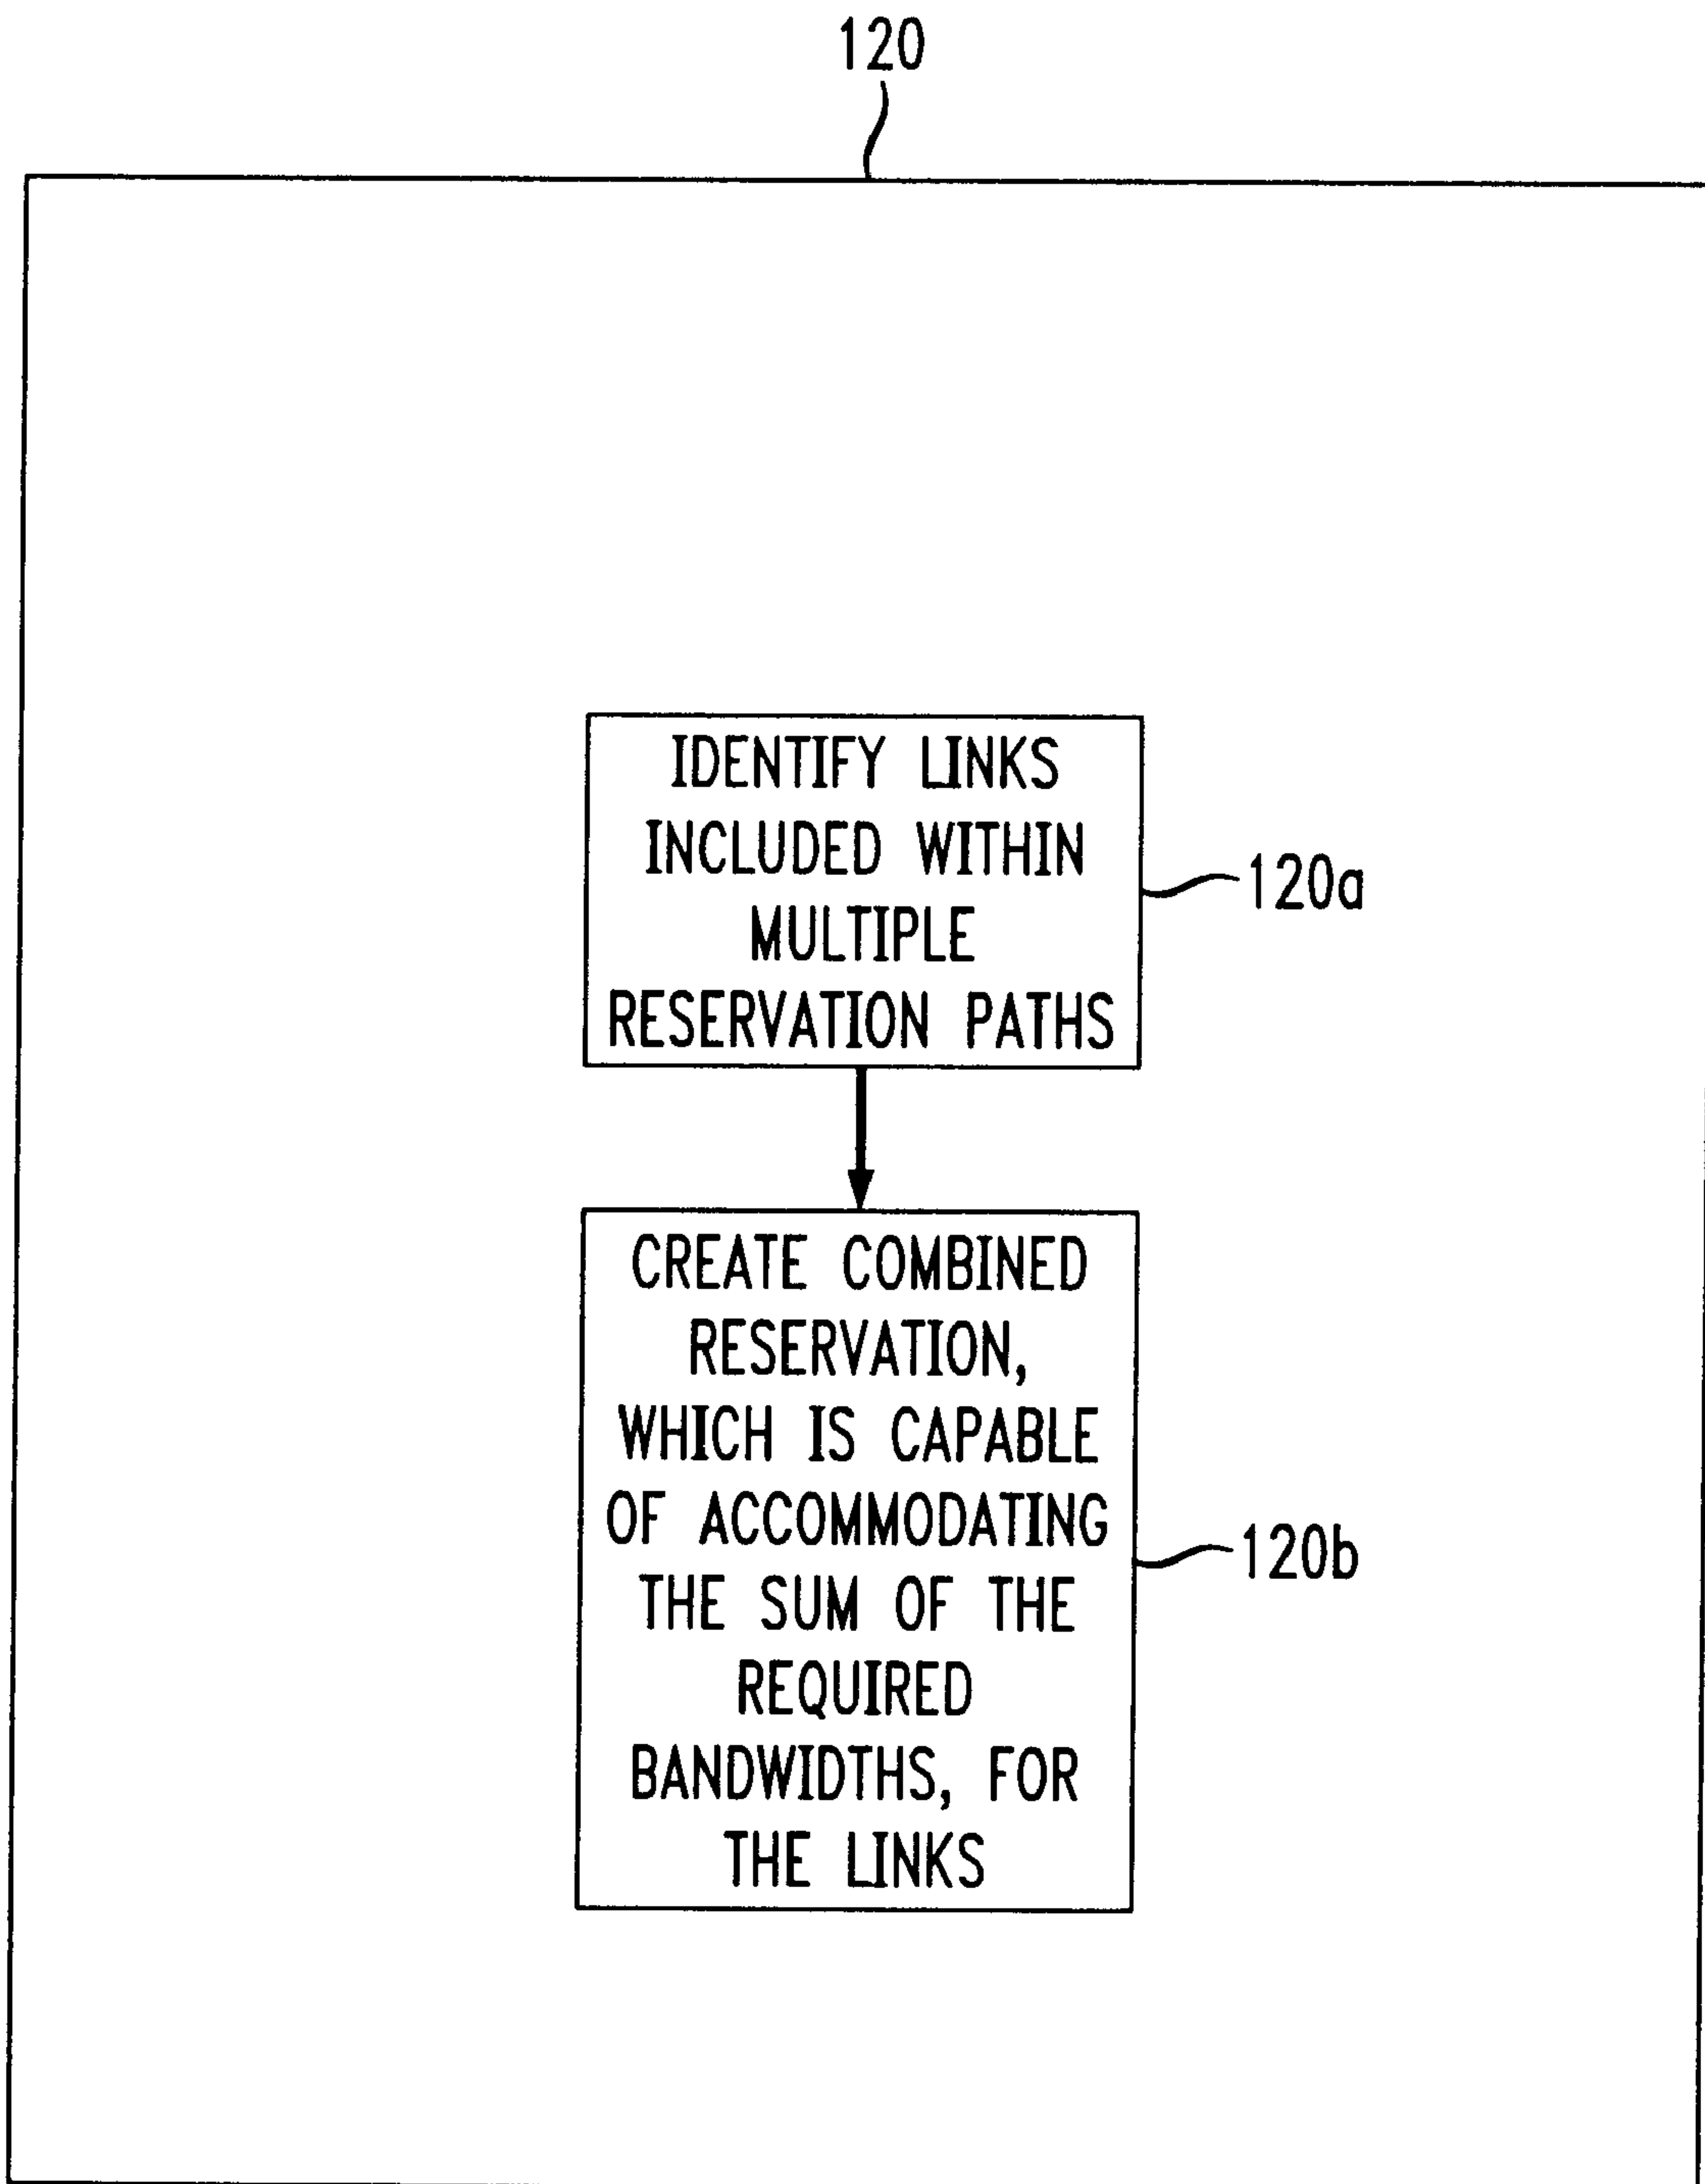 120
IDENTIFY LINKS
INCLUDED WITHIN
MULTIPLE
RESERVATION PATHS
120a
CREATE COMBINED
RESERVATION,
WHICH IS CAPABLE
OF ACCOMMODATING
THE SUM OF THE
REQUIRED
BANDWIDTHS, FOR
THE LINKS
120b